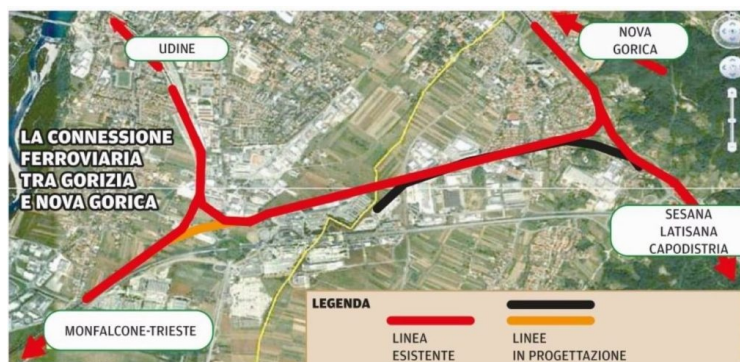 UDINE
NOVA
GORICA
LA CONNESSIONE
FERROVIARIA
TRA GORIZIA
E NOVA GORICA
SESANA
LATISANA
CAPODISTRIA
MONFALCONE-TRIESTE
LEGENDA
LINEA
ESISTENTE
LINEE
IN PROGETTAZIONE